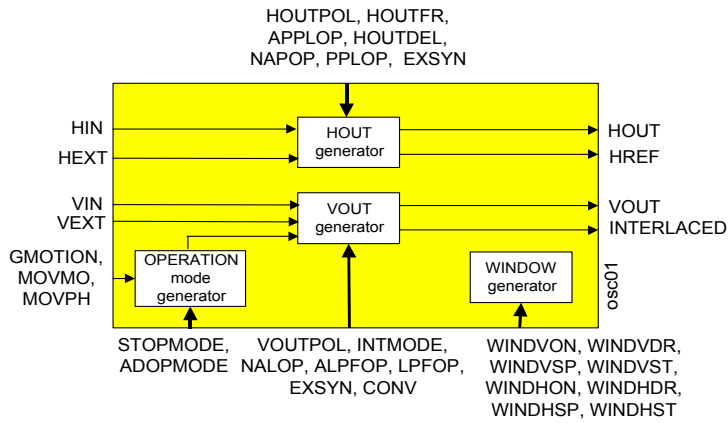 HOUTPOL, HOUTFR,
APPLOP, HOUTDEL,
NAPOP, PPLOP, EXSYN
HIN
HEXT
HOUT
generator
HOUT
HREF
VIN
VEXT
VOUT
generator
VOUT
INTERLACED
GMOTION,
MOVMO,
MOVPH
OPERATION
mode
generator
WINDOW
generator
osc01
STOPMODE,
ADOPMODE
VOUTPOL, INTMODE,
NALOP, ALPFOP, LPFOP,
EXSYN, CONV
WINDVON, WINDVDR,
WINDVSP, WINDVST,
WINDHON, WINDHDR,
WINDHSP, WINDHST